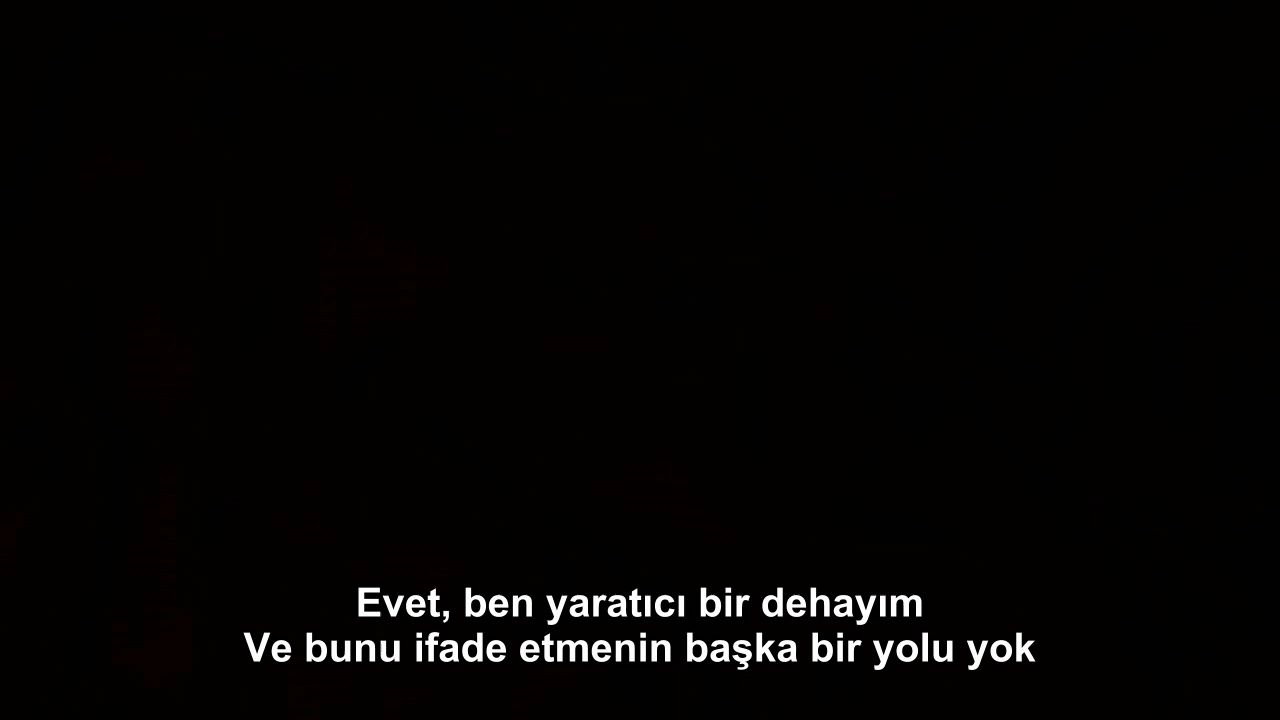 Evet, ben yaratıcı bir dehayım
Ve bunu ifade etmenin başka bir yolu yok